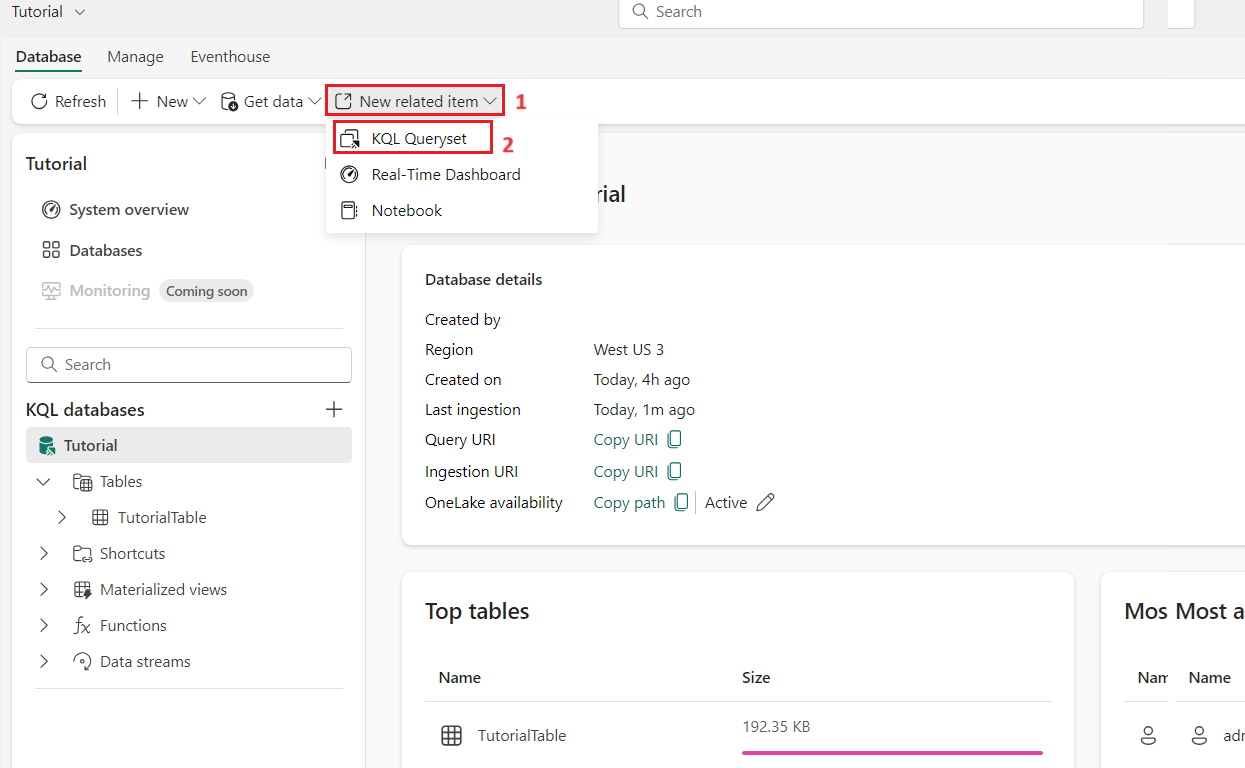 Tutorial
Search
Database Manage Eventhouse
Refresh New Get data New related item 1
KQL Queryset 2
Real-Time Dashboard
Notebook
Tutorial
System overview
Databases
Monitoring Coming soon
Search
KQL databases
Tutorial
Tables
TutorialTable
Shortcuts
Materialized views
Functions
Data streams
rial
Database details
Created by
Region West US 3
Created on Today, 4h ago
Last ingestion Today, 1m ago
Query URI Copy URI
Ingestion URI Copy URI
OneLake availability Copy path Active
Top tables
Name Size
TutorialTable 192.35 KB
Mos Most a
Nam Name
adr